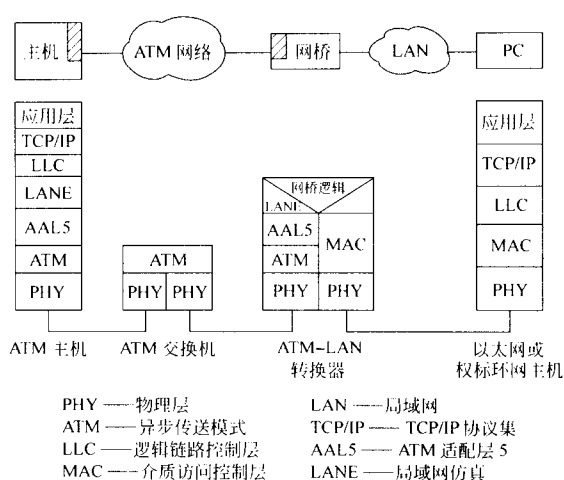 主机
ATM 网络
网桥
LAN
PC
应用层
TCP/IP
LLC
LANE
AAL5
ATM
PHY
ATM 主机
ATM
PHY PHY
ATM 交换机
网桥逻辑
LANE
AAL5
ATM
MAC
PHY PHY
ATM-LAN
转换器
应用层
TCP/IP
LLC
MAC
PHY
以太网或
权标环网主机
PHY ——物理层
ATM ——异步传送模式
LLC ——逻辑链路控制层
MAC ——介质访问控制层
LAN ——局域网
TCP/IP —— TCP/IP 协议集
AAL5 —— ATM 适配层 5
LANE ——局域网仿真